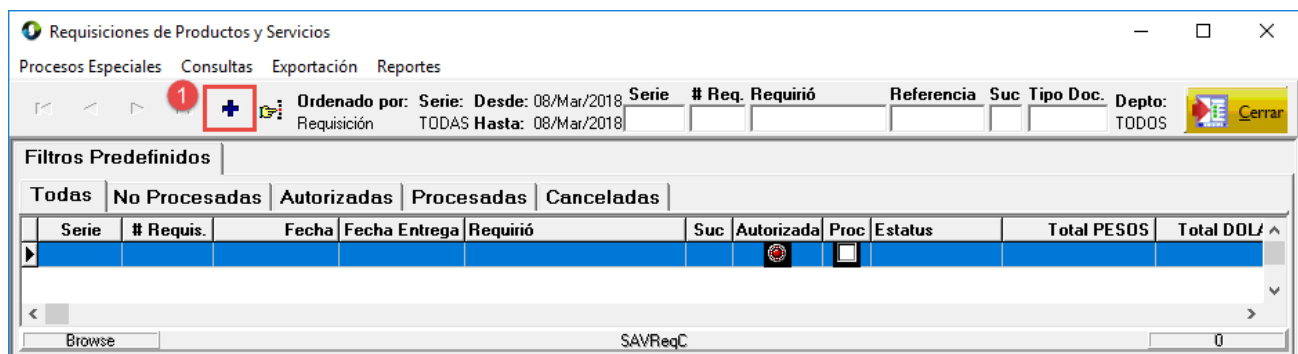 Requisiciones de Productos y Servicios
Procesos Especiales Consultas Exportación Reportes
1
Ordenado por: Serie: Desde: 08/Mar/2018 Serie # Req. Requirió Referencia Suc Tipo Doc. Depto:
Requisición TODAS Hasta: 08/Mar/2018 TODOS Cerrar
Filtros Predefinidos
Todas No Procesadas Autorizadas Procesadas Canceladas
Serie # Requis. Fecha Fecha Entrega Requirió Suc Autorizada Proc Estatus Total PESOS Total DOLA
Browse SAVReqC 0